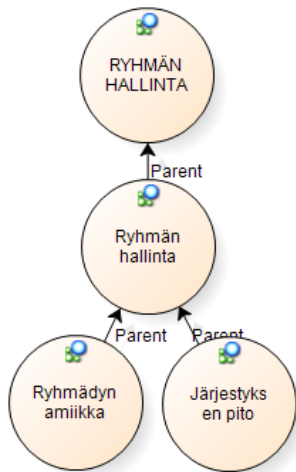 RYHMÄN
HALLINTA
Parent
Ryhmän
hallinta
Parent
Parent
Ryhmädyn
amiikka
Järjestyks
en pito